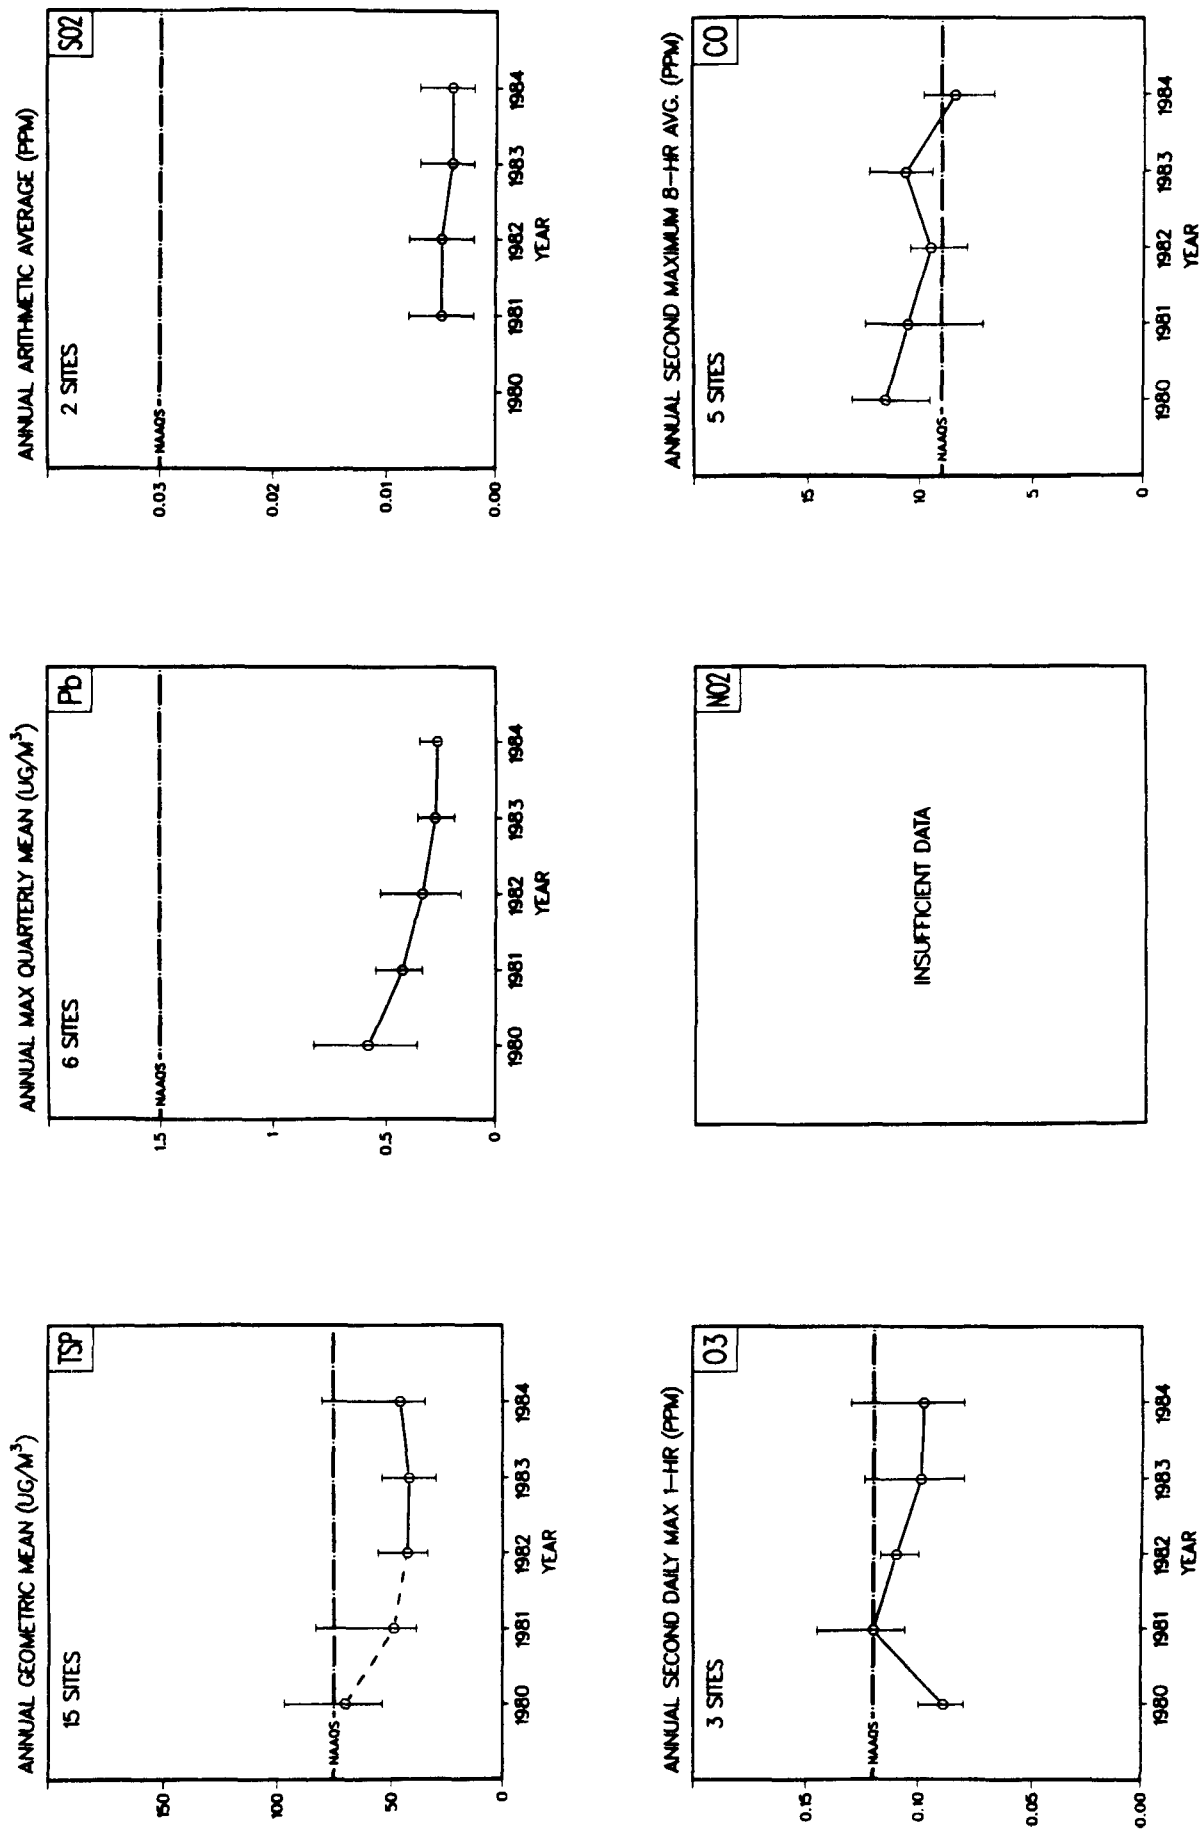 ANNUAL GEOMETRIC MEAN (UG/M³)
15 SITES
TSP
150
100
50
0
NAAQS
1980 1981 1982 1983 1984
YEAR
ANNUAL MAX QUARTERLY MEAN (UG/M³)
6 SITES
Pb
1.5
1
0.5
0
NAAQS
1980 1981 1982 1983 1984
YEAR
ANNUAL ARITHMETIC AVERAGE (PPM)
2 SITES
SO2
0.03
0.02
0.01
0.00
NAAQS
1980 1981 1982 1983 1984
YEAR
ANNUAL SECOND DAILY MAX 1-HR (PPM)
3 SITES
O3
0.15
0.10
0.05
0.00
NAAQS
1980 1981 1982 1983 1984
YEAR
NO2
INSUFFICIENT DATA
ANNUAL SECOND MAXIMUM 8-HR AVG. (PPM)
5 SITES
CO
15
10
5
0
NAAQS
1980 1981 1982 1983 1984
YEAR